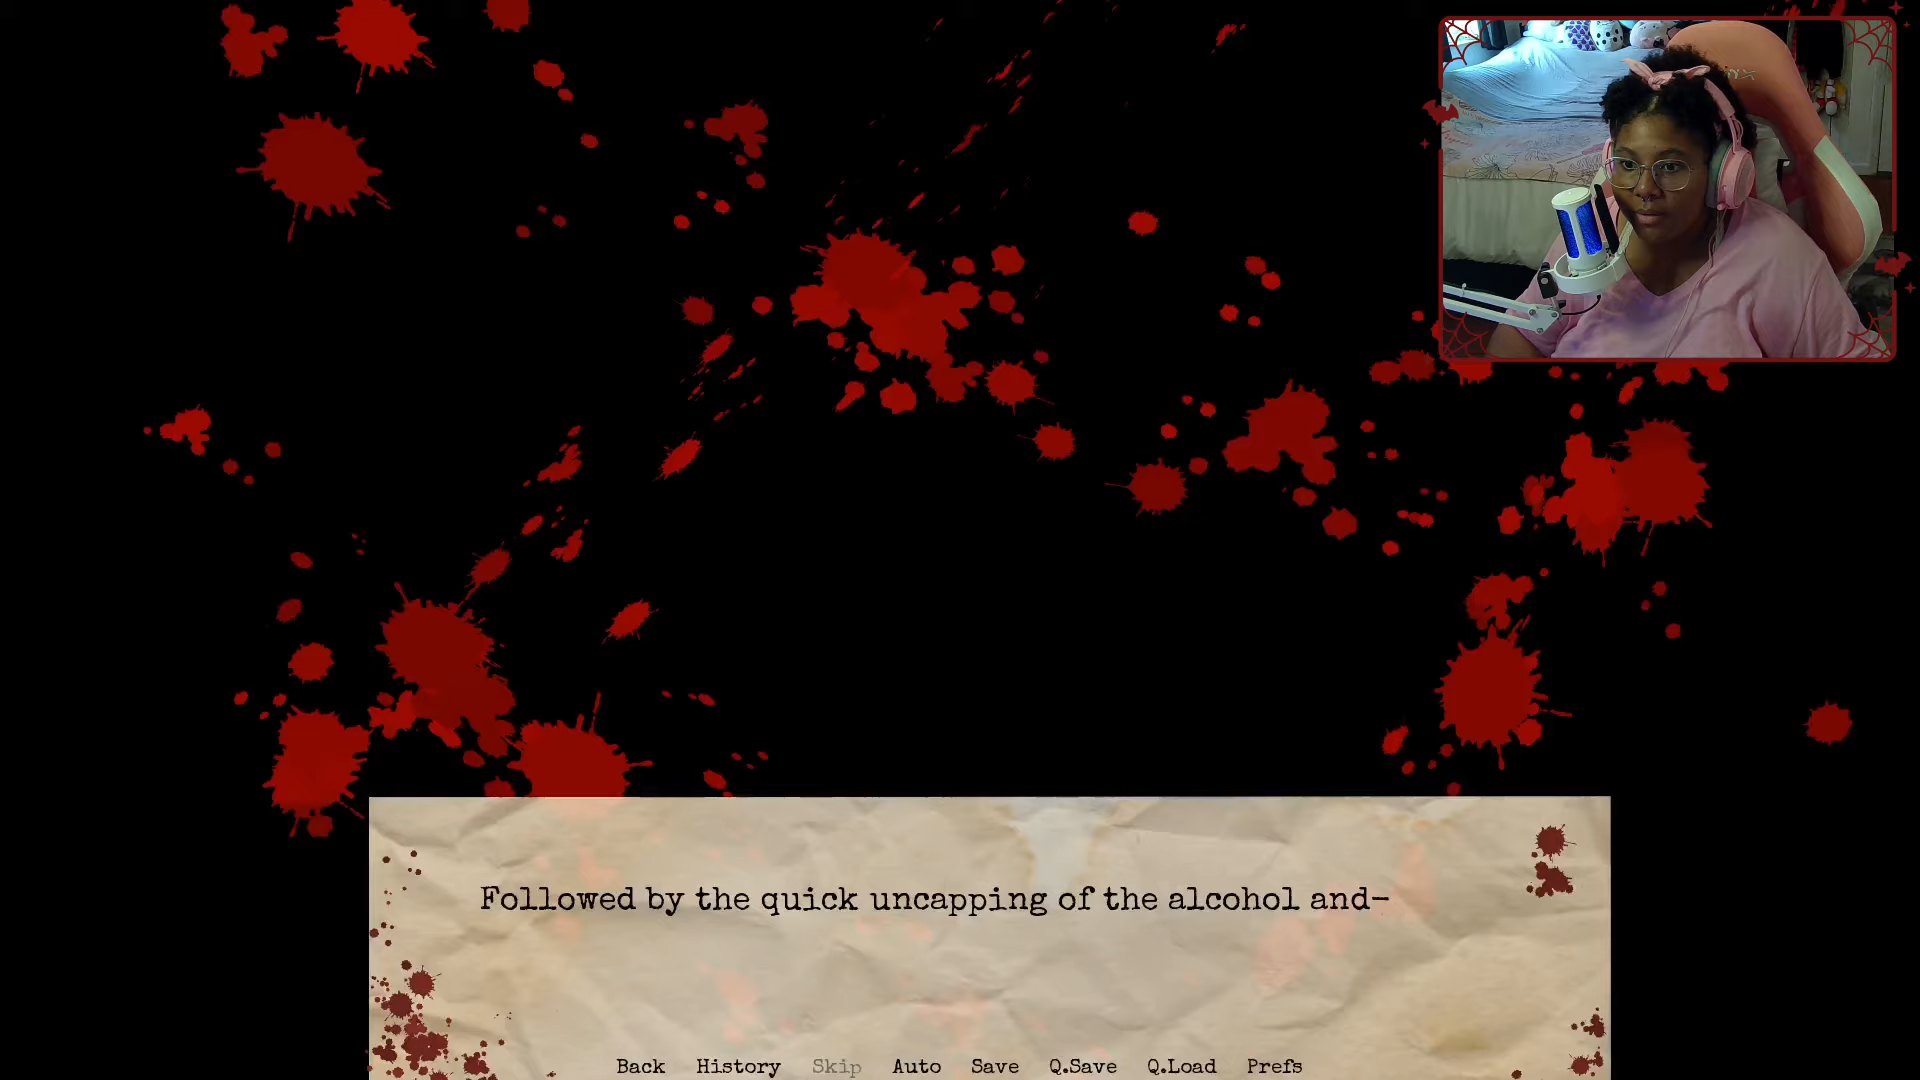 Followed by the quick uncapping of the alcohol and-
Back History Skip Auto Save Q.Save Q.Load Prefs